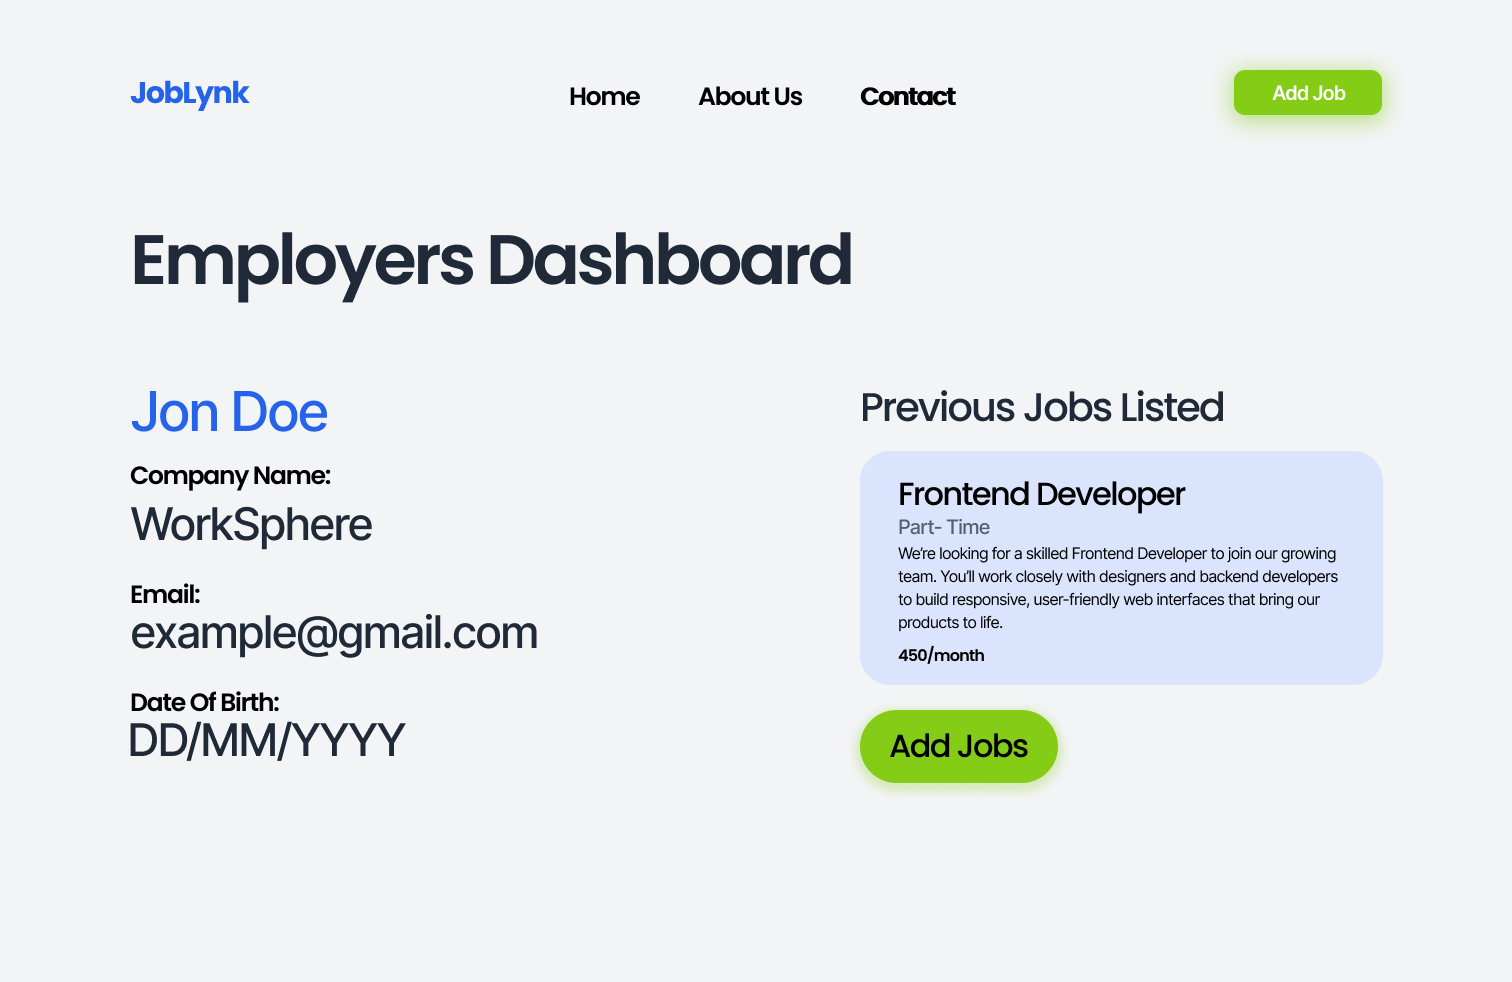 JobLynk
Home
About Us
Contact
Add Job
Employers Dashboard
Jon Doe
Company Name:
WorkSphere
Email:
example@gmail.com
Date Of Birth:
DD/MM/YYYY
Previous Jobs Listed
Frontend Developer
Part- Time
We’re looking for a skilled Frontend Developer to join our growing
team. You’ll work closely with designers and backend developers
to build responsive, user-friendly web interfaces that bring our
products to life.
450/month
Add Jobs